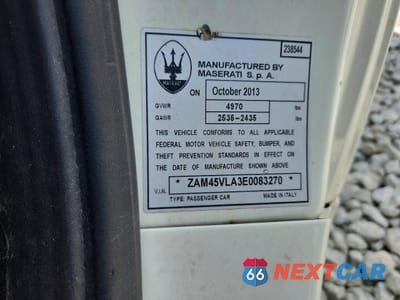 238544
MANUFACTURED BY
MASERATI S.p.A.
MASERATI
ON October 2013
GVWR 4970 lbs
GAWR 2535-2435 lbs
THIS VEHICLE CONFORMS TO ALL APPLICABLE
FEDERAL MOTOR VEHICLE SAFETY, BUMPER, AND
THEFT PREVENTION STANDARDS IN EFFECT ON
THE DATE OF MANUFACTURE SHOWN ABOVE
V.I.N. * ZAM45VLA3E0083270 *
TYPE: PASSENGER CAR MADE IN ITALY
66 NEXTCAR